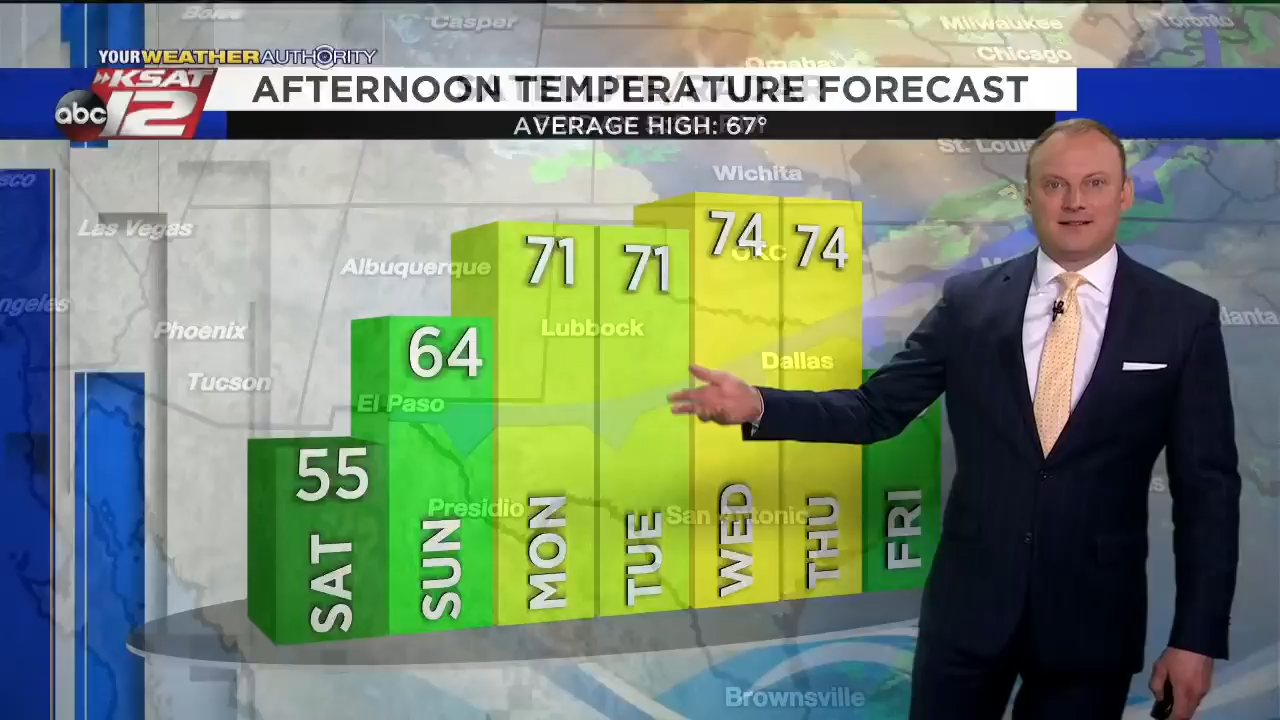 Boise
Casper
Milwaukee
Toronto
Chicago
Omaha
YOUR WEATHER AUTHORITY
KSAT
abc 12
AFTERNOON TEMPERATURE FORECAST
AVERAGE HIGH: 67°
St. Louis
Wichita
Las Vegas
Albuquerque
OKC
Phoenix
Lubbock
Dallas
Tucson
El Paso
Presidio
San Antonio
Brownsville
55
64
71
71
74
74
SAT
SUN
MON
TUE
WED
THU
FRI